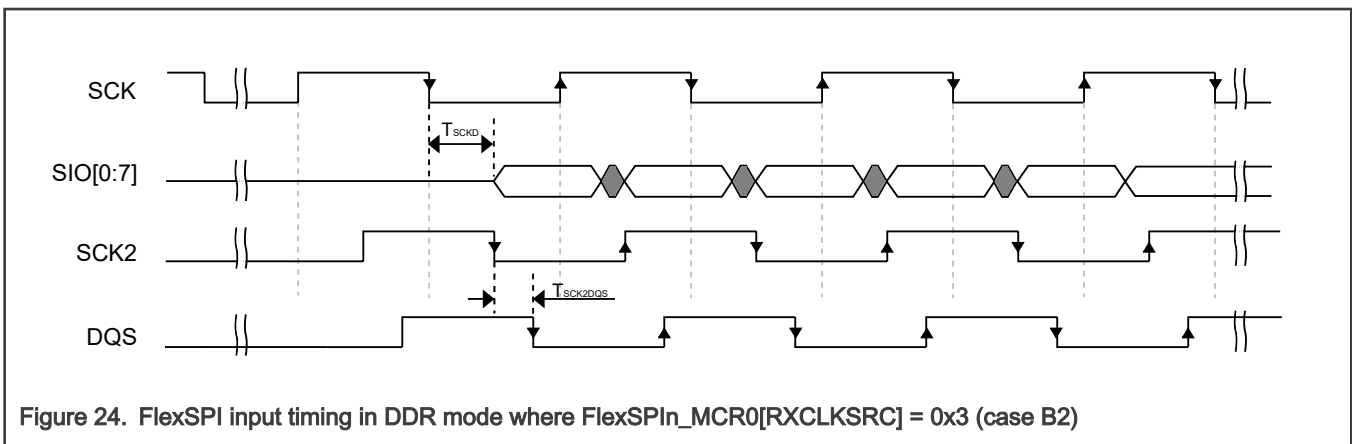 SCK
TSCKD
SIO[0:7]
SCK2
TSCK2DQS
DQS
Figure 24. FlexSPI input timing in DDR mode where FlexSPIn_MCR0[RXCLKSRC] = 0x3 (case B2)